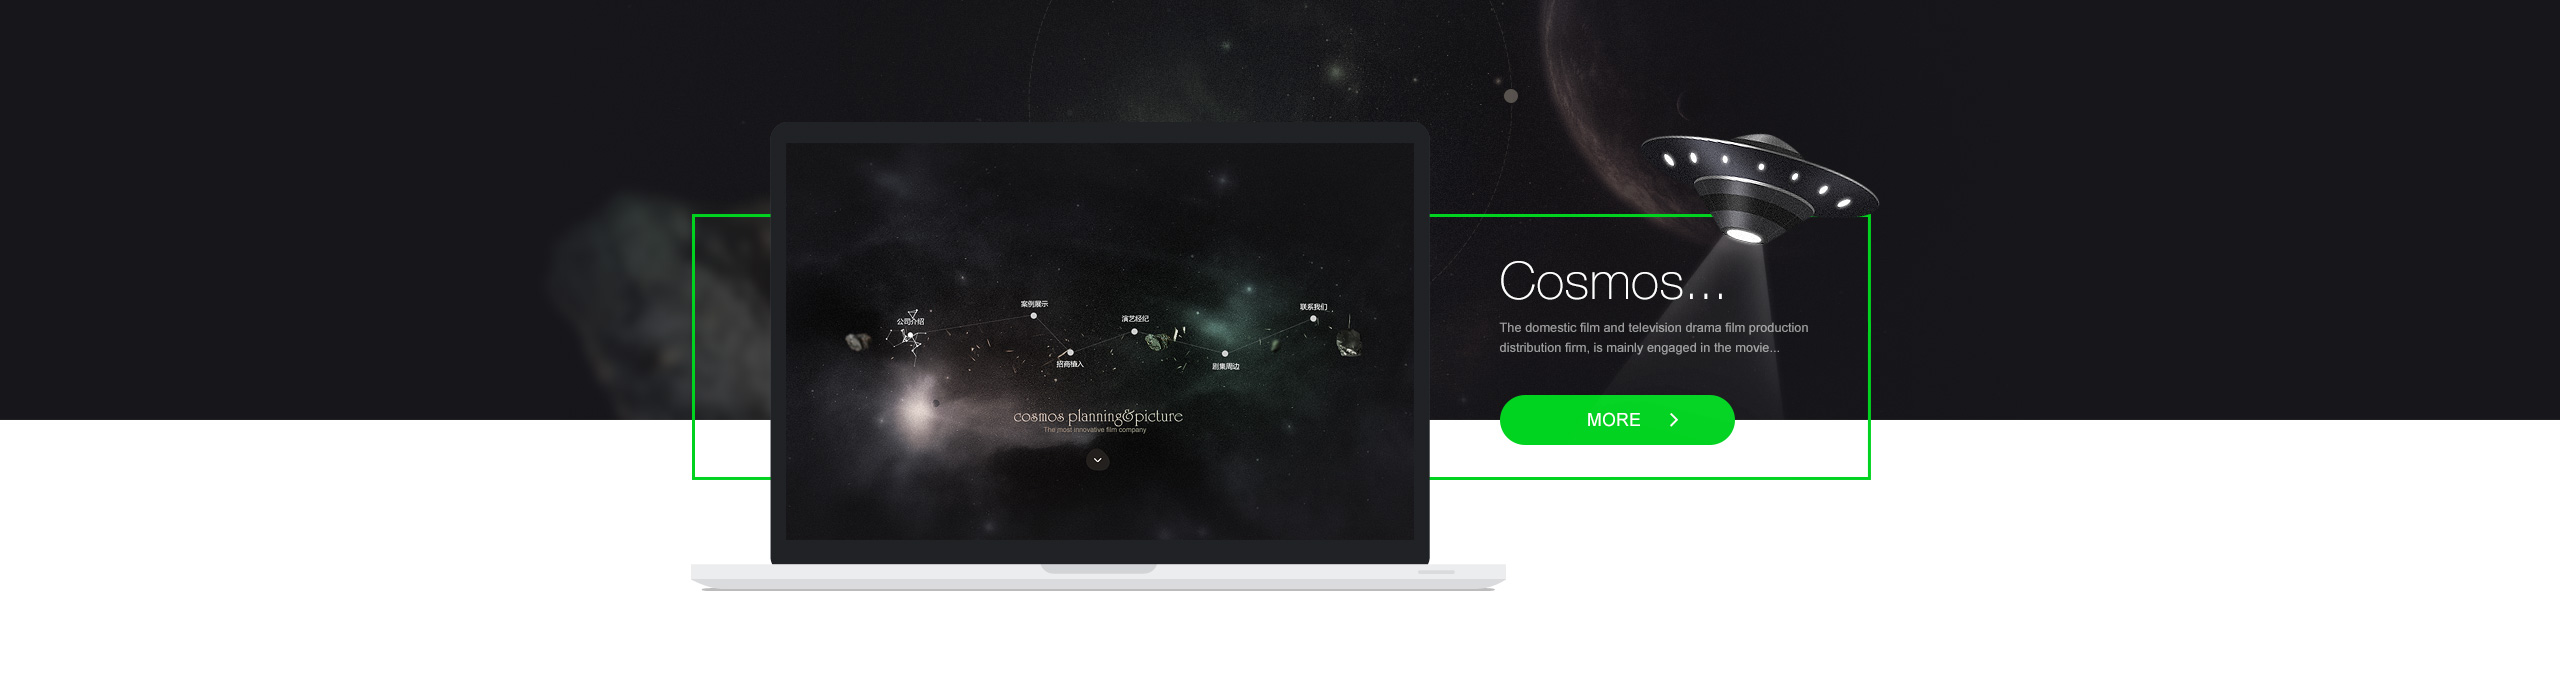 案例展示
联系我们
演艺经纪
公司介绍
招商植入
剧集周边
cosmos planning&picture
The most innovative film company
Cosmos...
The domestic film and television drama film production
distribution firm, is mainly engaged in the movie...
MORE